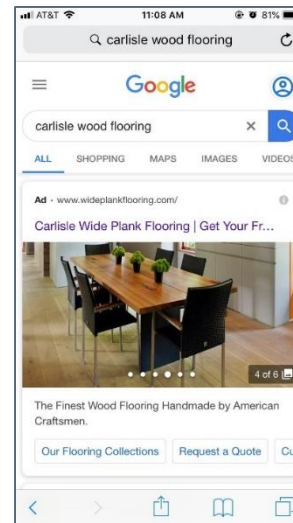 AT&T 11:08 AM 81%
carlisle wood flooring
Google
carlisle wood flooring
ALL SHOPPING MAPS IMAGES VIDEOS
Ad · www.wideplankflooring.com/
Carlisle Wide Plank Flooring | Get Your Fr...
4 of 6
The Finest Wood Flooring Handmade by American
Craftsmen.
Our Flooring Collections Request a Quote Cu